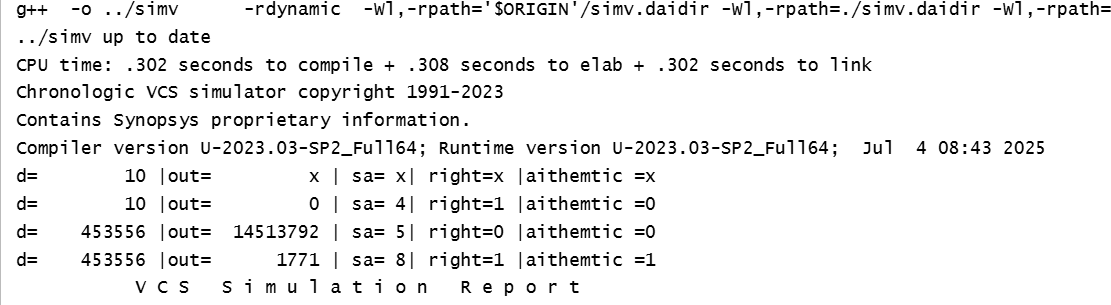 g++  -o ../simv      -rdynamic  -Wl,-rpath='$ORIGIN'/simv.daidir -Wl,-rpath=./simv.daidir -Wl,-rpath=
../simv up to date
CPU time: .302 seconds to compile + .308 seconds to elab + .302 seconds to link
Chronologic VCS simulator copyright 1991-2023
Contains Synopsys proprietary information.
Compiler version U-2023.03-SP2_Full64; Runtime version U-2023.03-SP2_Full64;  Jul  4 08:43 2025
d=        10 |out=         x | sa= x| right=x |aithemtic =x
d=        10 |out=         0 | sa= 4| right=1 |aithemtic =0
d=    453556 |out=  14513792 | sa= 5| right=0 |aithemtic =0
d=    453556 |out=      1771 | sa= 8| right=1 |aithemtic =1
           V C S   S i m u l a t i o n   R e p o r t